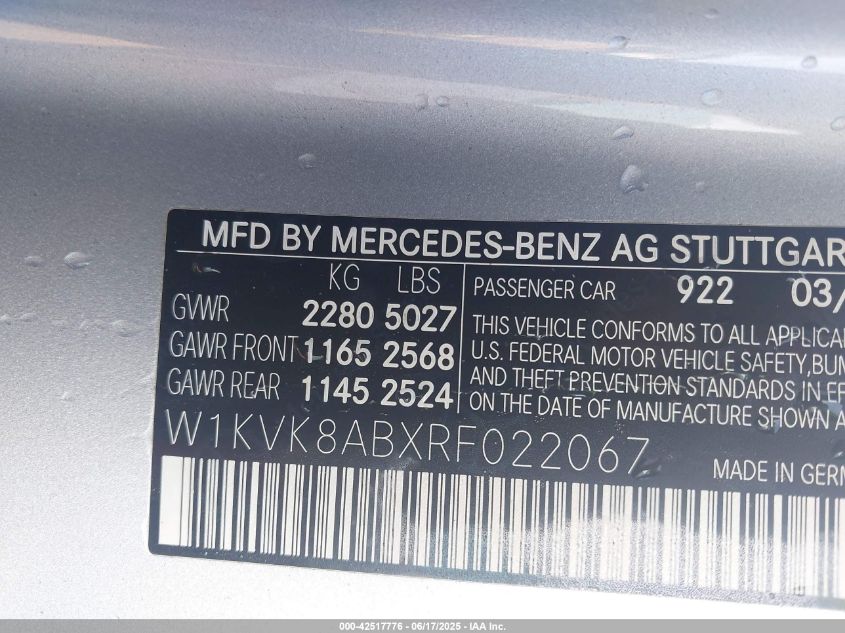 MFD BY MERCEDES-BENZ AG STUTTGAR
KG LBS
GVWR 2280 5027
GAWR FRONT 1165 2568
GAWR REAR 1145 2524
PASSENGER CAR 922 03/
THIS VEHICLE CONFORMS TO ALL APPLICA
U.S. FEDERAL MOTOR VEHICLE SAFETY, BUM
AND THEFT PREVENTION STANDARDS IN EF
ON THE DATE OF MANUFACTURE SHOWN A
W1KVK8ABXRF022067
MADE IN GERM
000-42517776 - 06/17/2025 - IAA Inc.